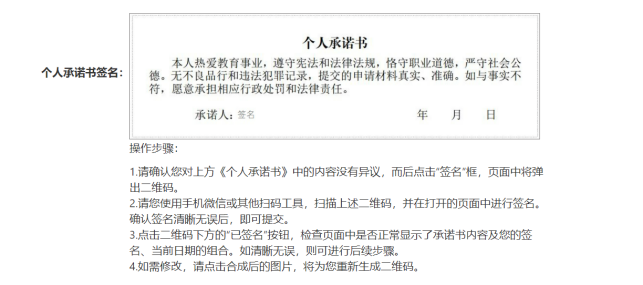 个人承诺书
个人承诺书签名：
本人热爱教育事业，遵守宪法和法律法规，恪守职业道德，严守社会公
德。无不良品行和违法犯罪记录，提交的申请材料真实、准确。如与事实不
符，愿意承担相应行政处罚和法律责任。
承诺人：签名 年 月 日
操作步骤：
1.请确认您对上方《个人承诺书》中的内容没有异议，而后点击“签名”框，页面中将弹
出二维码。
2.请您使用手机微信或其他扫码工具，扫描上述二维码，并在打开的页面中进行签名。
确认签名清晰无误后，即可提交。
3.点击二维码下方的“已签名”按钮，检查页面中是否正常显示了承诺书内容及您的签
名、当前日期的组合。如清晰无误，则可进行后续步骤。
4.如需修改，请点击合成后的图片，将为您重新生成二维码。